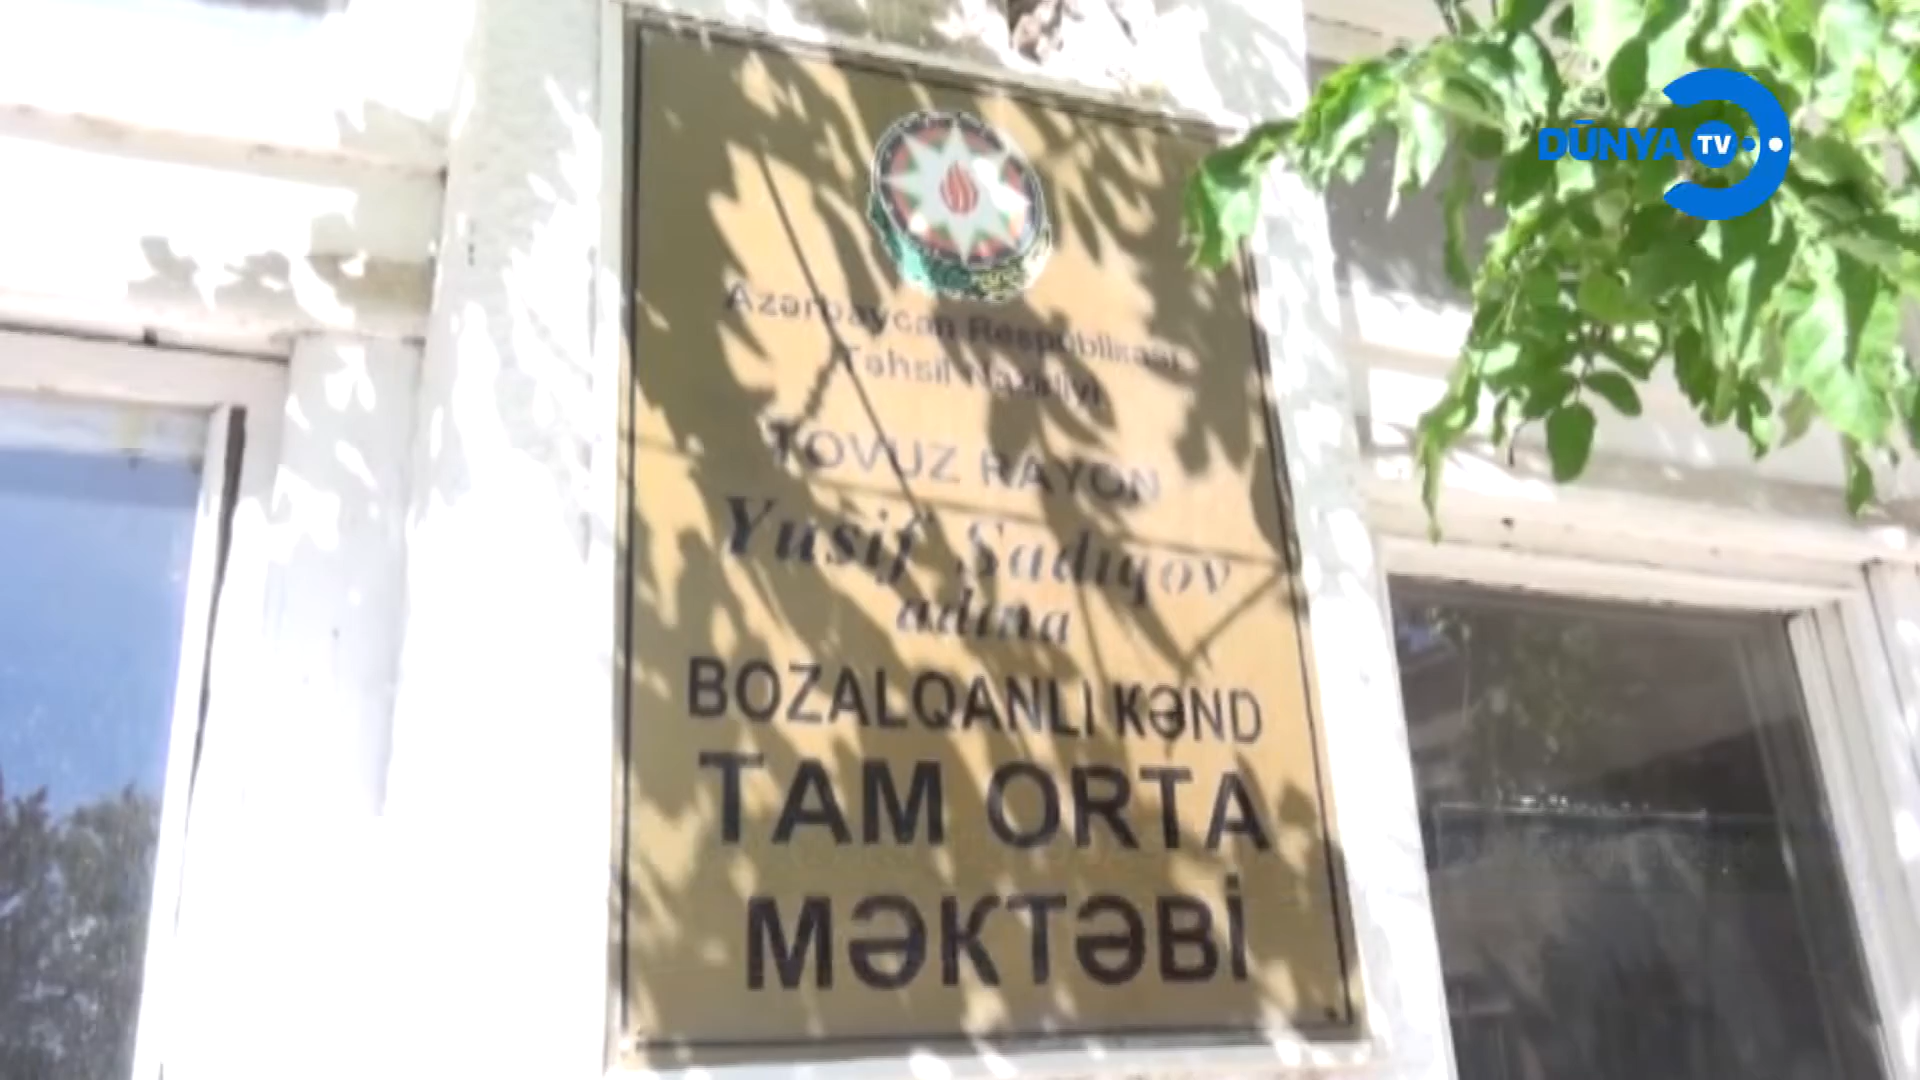 DÜNYA TV
Azərbaycan Respublikası
Təhsil Nazirliyi
TOVUZ RAYON
Yusif Sadıqov
adına
BOZALQANLI KƏND
TAM ORTA
MƏKTƏBİ